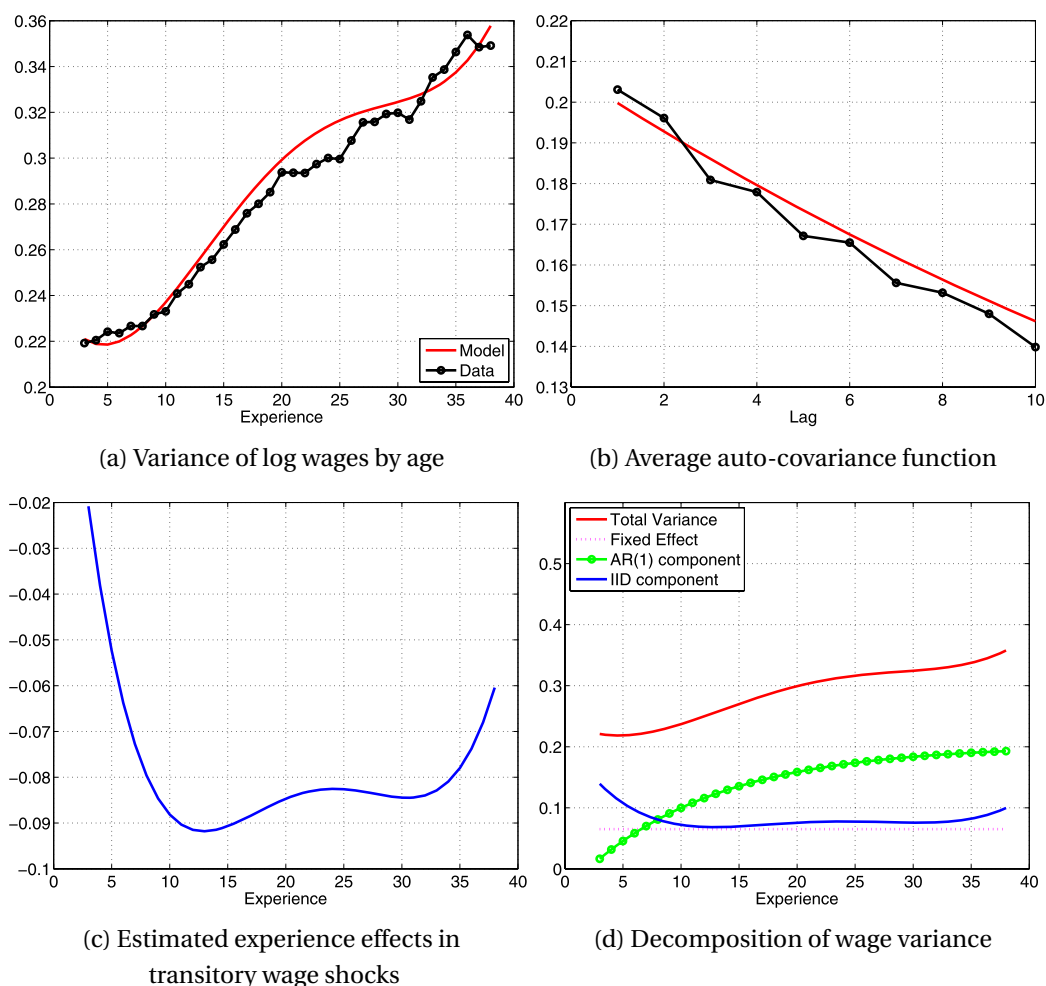 0.36
0.34
0.32
0.3
0.28
0.26
0.24
0.22
0.2
0 5 10 15 20 25 30 35 40
Experience
Model
Data
(a) Variance of log wages by age
0.22
0.21
0.2
0.19
0.18
0.17
0.16
0.15
0.14
0.13
0 2 4 6 8 10
Lag
(b) Average auto-covariance function
−0.02
−0.03
−0.04
−0.05
−0.06
−0.07
−0.08
−0.09
−0.1
0 5 10 15 20 25 30 35 40
Experience
(c) Estimated experience effects in
transitory wage shocks
Total Variance
Fixed Effect
AR(1) component
IID component
0.5
0.4
0.3
0.2
0.1
0
0 5 10 15 20 25 30 35 40
Experience
(d) Decomposition of wage variance